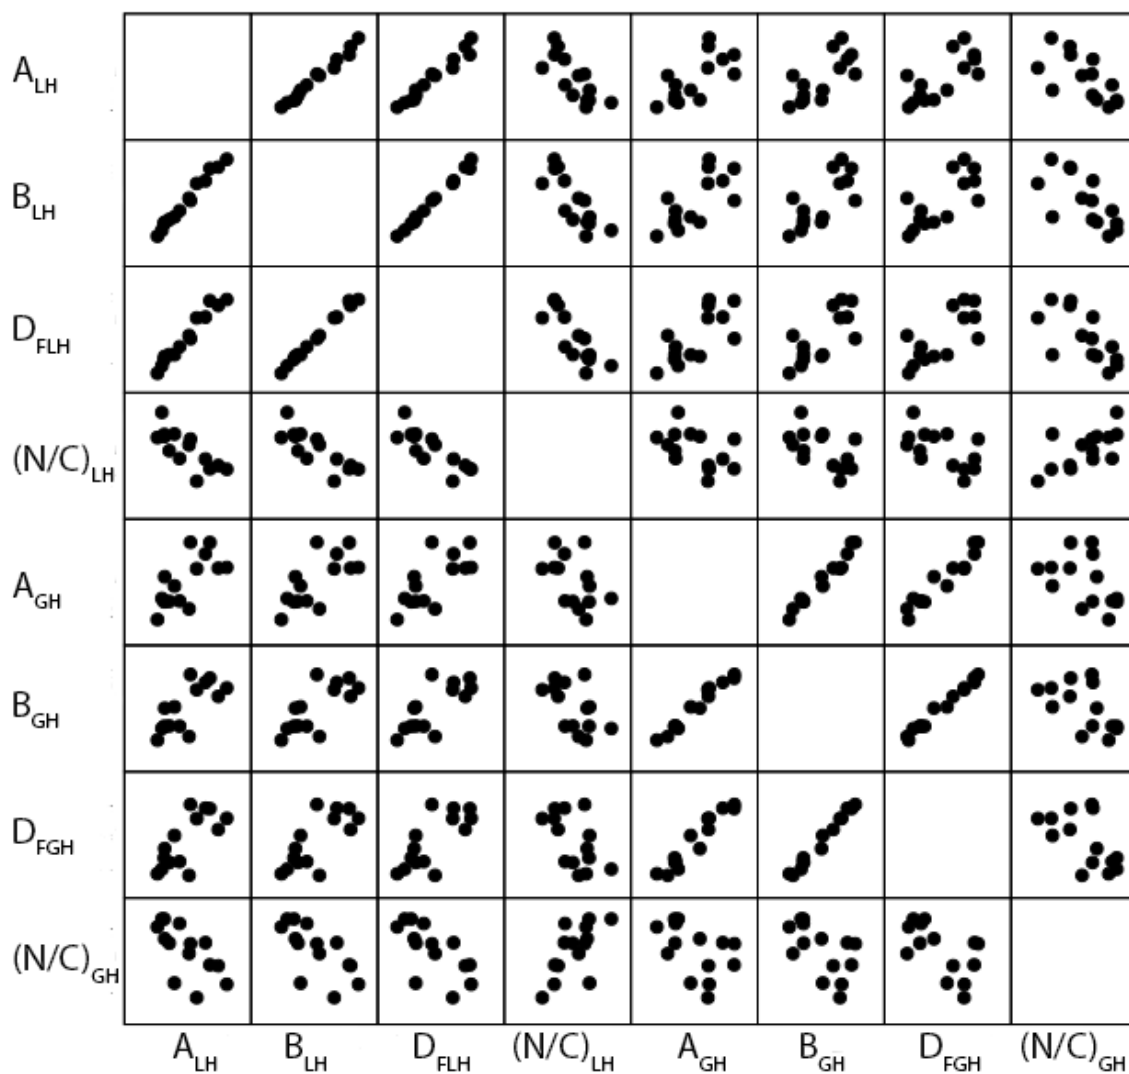 A_LH
B_LH
D_FLH
(N/C)_LH
A_GH
B_GH
D_FGH
(N/C)_GH
A_LH B_LH D_FLH (N/C)_LH A_GH B_GH D_FGH (N/C)_GH